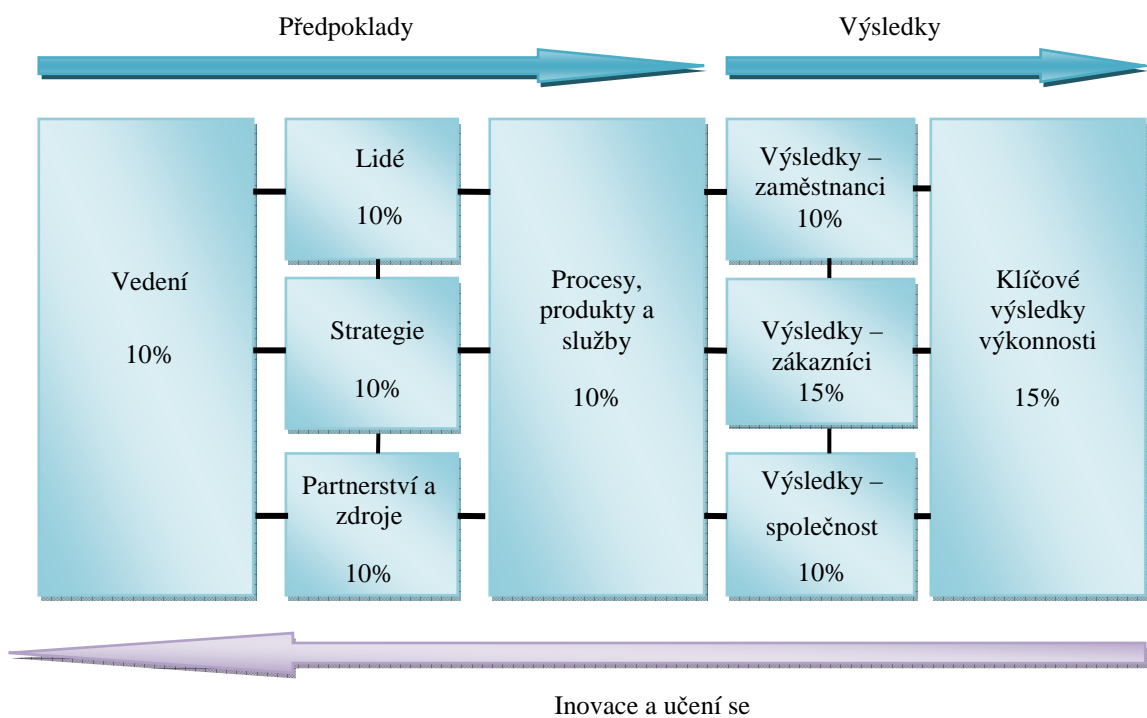 Předpoklady
Výsledky
Vedení
10%
Lidé
10%
Strategie
10%
Partnerství a
zdroje
10%
Procesy,
produkty a
služby
10%
Výsledky –
zaměstnanci
10%
Výsledky –
zákazníci
15%
Výsledky –
společnost
10%
Klíčové
výsledky
výkonnosti
15%
Inovace a učení se